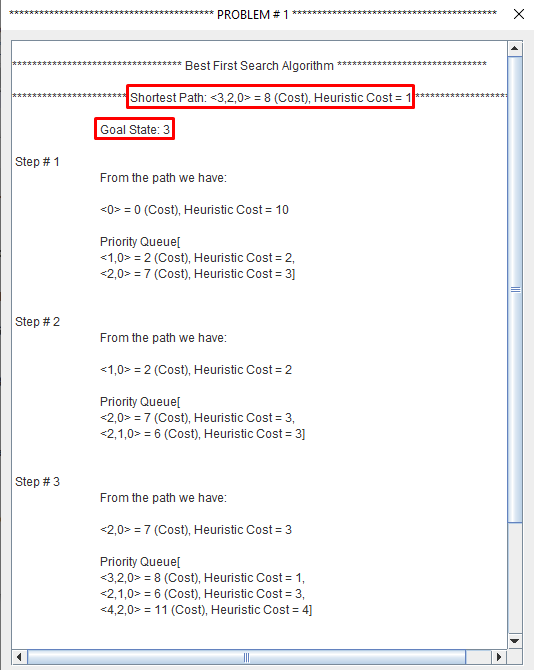 **************************************** PROBLEM # 1 ****************************************
********************************* Best First Search Algorithm *****************************
***********************Shortest Path: <3,2,0> = 8 (Cost), Heuristic Cost = 1*******************
Goal State: 3
Step # 1
From the path we have:
<0> = 0 (Cost), Heuristic Cost = 10
Priority Queue[
<1,0> = 2 (Cost), Heuristic Cost = 2,
<2,0> = 7 (Cost), Heuristic Cost = 3]
Step # 2
From the path we have:
<1,0> = 2 (Cost), Heuristic Cost = 2
Priority Queue[
<2,0> = 7 (Cost), Heuristic Cost = 3,
<2,1,0> = 6 (Cost), Heuristic Cost = 3]
Step # 3
From the path we have:
<2,0> = 7 (Cost), Heuristic Cost = 3
Priority Queue[
<3,2,0> = 8 (Cost), Heuristic Cost = 1,
<2,1,0> = 6 (Cost), Heuristic Cost = 3,
<4,2,0> = 11 (Cost), Heuristic Cost = 4]